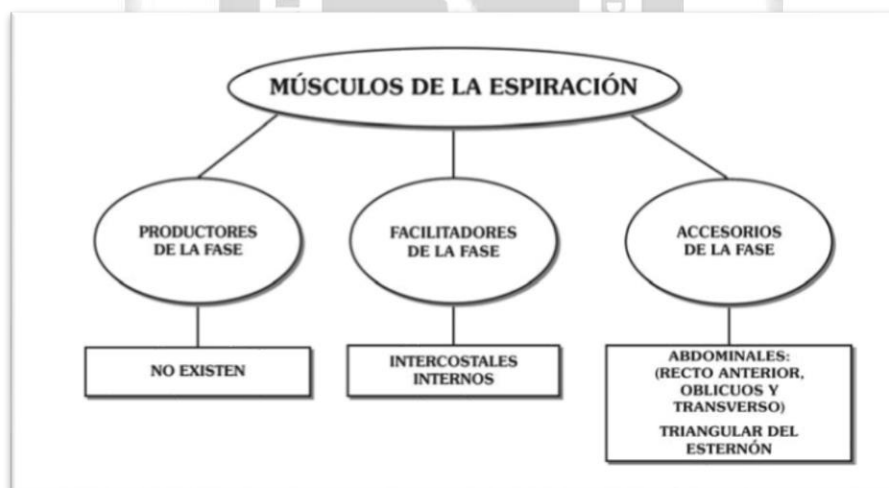 MÚSCULOS DE LA ESPIRACIÓN
PRODUCTORES
DE LA FASE
FACILITADORES
DE LA FASE
ACCESORIOS
DE LA FASE
NO EXISTEN
INTERCOSTALES
INTERNOS
ABDOMINALES:
(RECTO ANTERIOR,
OBLICUOS Y
TRANSVERSO)
TRIANGULAR DEL
ESTERNÓN